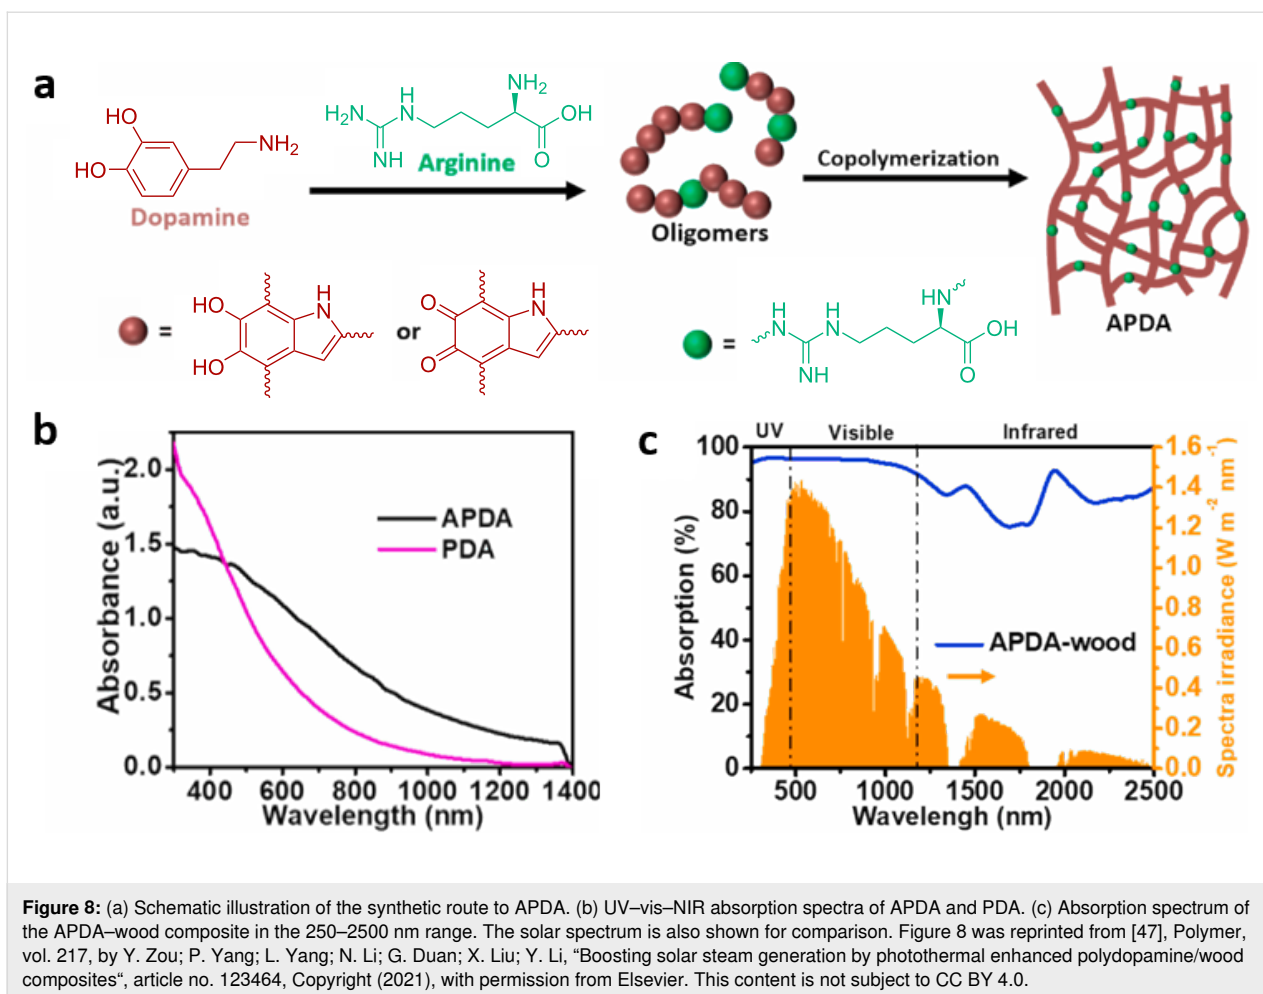 a
HO
HO
NH2
Dopamine
H2N
H
N
NH
NH2
OH
O
Arginine
Oligomers
Copolymerization
APDA
=
HO
HO
H
N
or
O
O
H
N
=
H
N
H
N
NH
HN
OH
O
b
Absorbance (a.u.)
2.0
1.5
1.0
0.5
0.0
APDA
PDA
400 600 800 1000 1200 1400
Wavelength (nm)
c
UV Visible Infrared
Absorption (%)
100
80
60
40
20
0
APDA-wood
1.6
1.4
1.2
1.0
0.8
0.6
0.4
0.2
0.0
Spectra irradiance (W m-2 nm-1)
500 1000 1500 2000 2500
Wavelengh (nm)
Figure 8: (a) Schematic illustration of the synthetic route to APDA. (b) UV–vis–NIR absorption spectra of APDA and PDA. (c) Absorption spectrum of
the APDA–wood composite in the 250–2500 nm range. The solar spectrum is also shown for comparison. Figure 8 was reprinted from [47], Polymer,
vol. 217, by Y. Zou; P. Yang; L. Yang; N. Li; G. Duan; X. Liu; Y. Li, “Boosting solar steam generation by photothermal enhanced polydopamine/wood
composites“, article no. 123464, Copyright (2021), with permission from Elsevier. This content is not subject to CC BY 4.0.